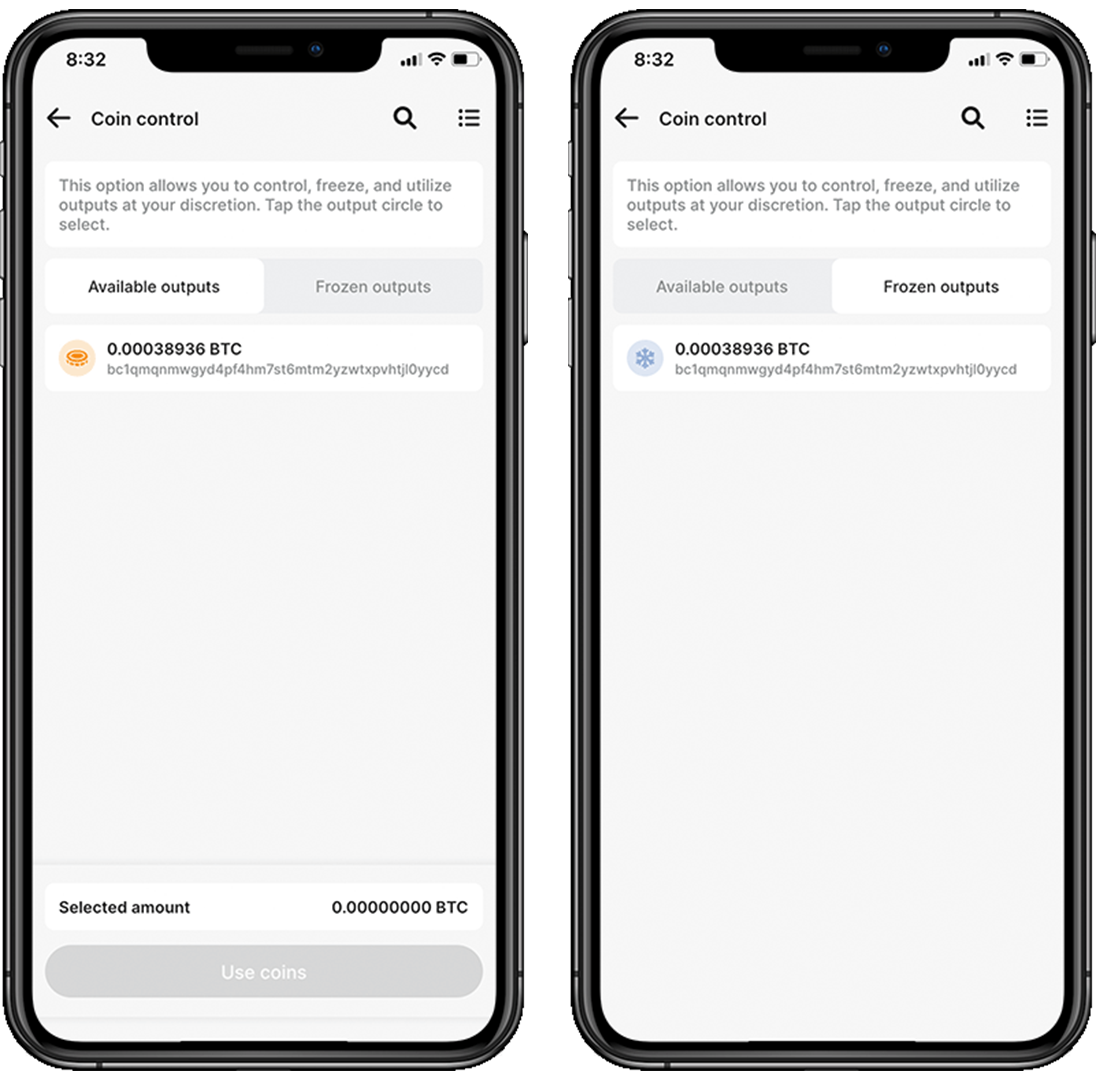 8:32
Coin control
This option allows you to control, freeze, and utilize
outputs at your discretion. Tap the output circle to
select.
Available outputs
Frozen outputs
0.00038936 BTC
bc1qmqnmwgyd4pf4hm7st6mtm2yzwtxpvhtjl0yycd
Selected amount
0.00000000 BTC
Use coins
8:32
Coin control
This option allows you to control, freeze, and utilize
outputs at your discretion. Tap the output circle to
select.
Available outputs
Frozen outputs
0.00038936 BTC
bc1qmqnmwgyd4pf4hm7st6mtm2yzwtxpvhtjl0yycd